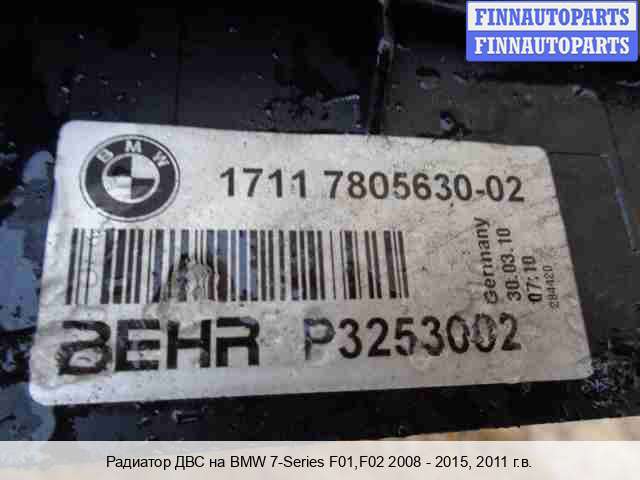 FINNAUTOPARTS
FINNAUTOPARTS
BMW
1711 7805630-02
Germany
30.03.10
07:10
284420
BEHR P3253002
Радиатор ДВС на BMW 7-Series F01,F02 2008 - 2015, 2011 г.в.